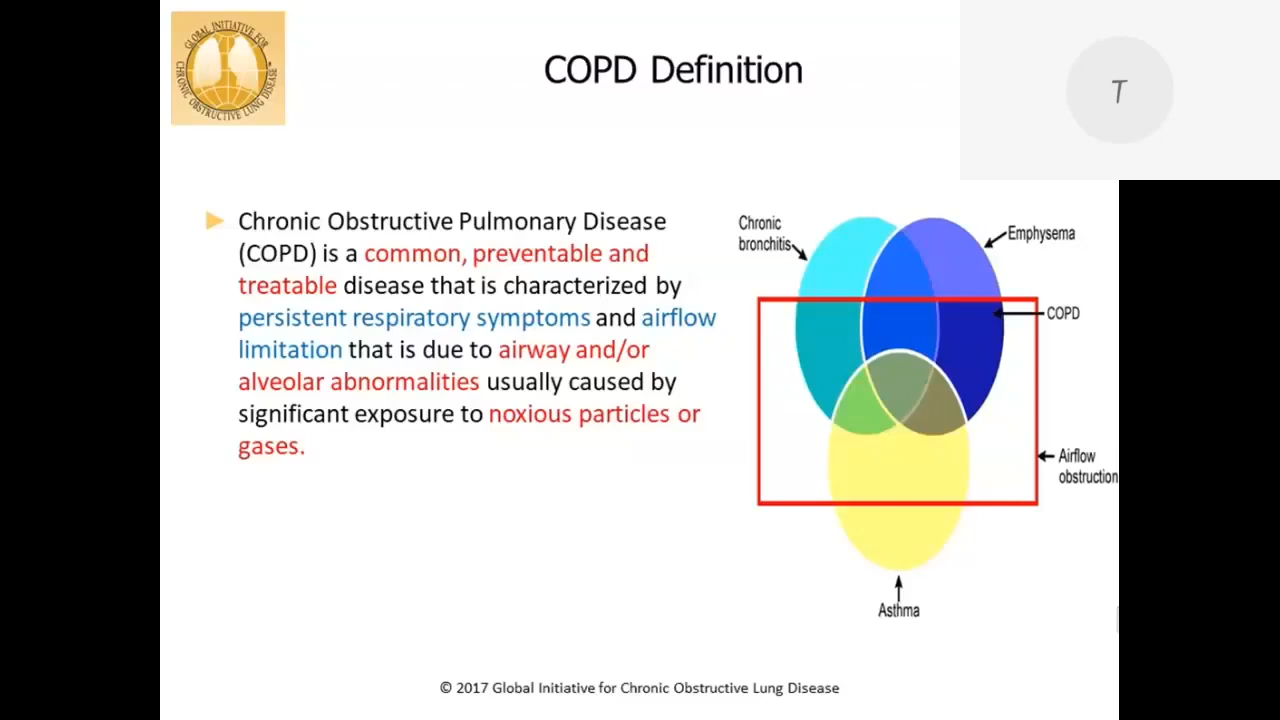 GLOBAL INITIATIVE FOR
CHRONIC OBSTRUCTIVE LUNG DISEASE
COPD Definition
T
Chronic Obstructive Pulmonary Disease
(COPD) is a common, preventable and
treatable disease that is characterized by
persistent respiratory symptoms and airflow
limitation that is due to airway and/or
alveolar abnormalities usually caused by
significant exposure to noxious particles or
gases.
Chronic
bronchitis
Emphysema
COPD
Airflow
obstruction
Asthma
© 2017 Global Initiative for Chronic Obstructive Lung Disease